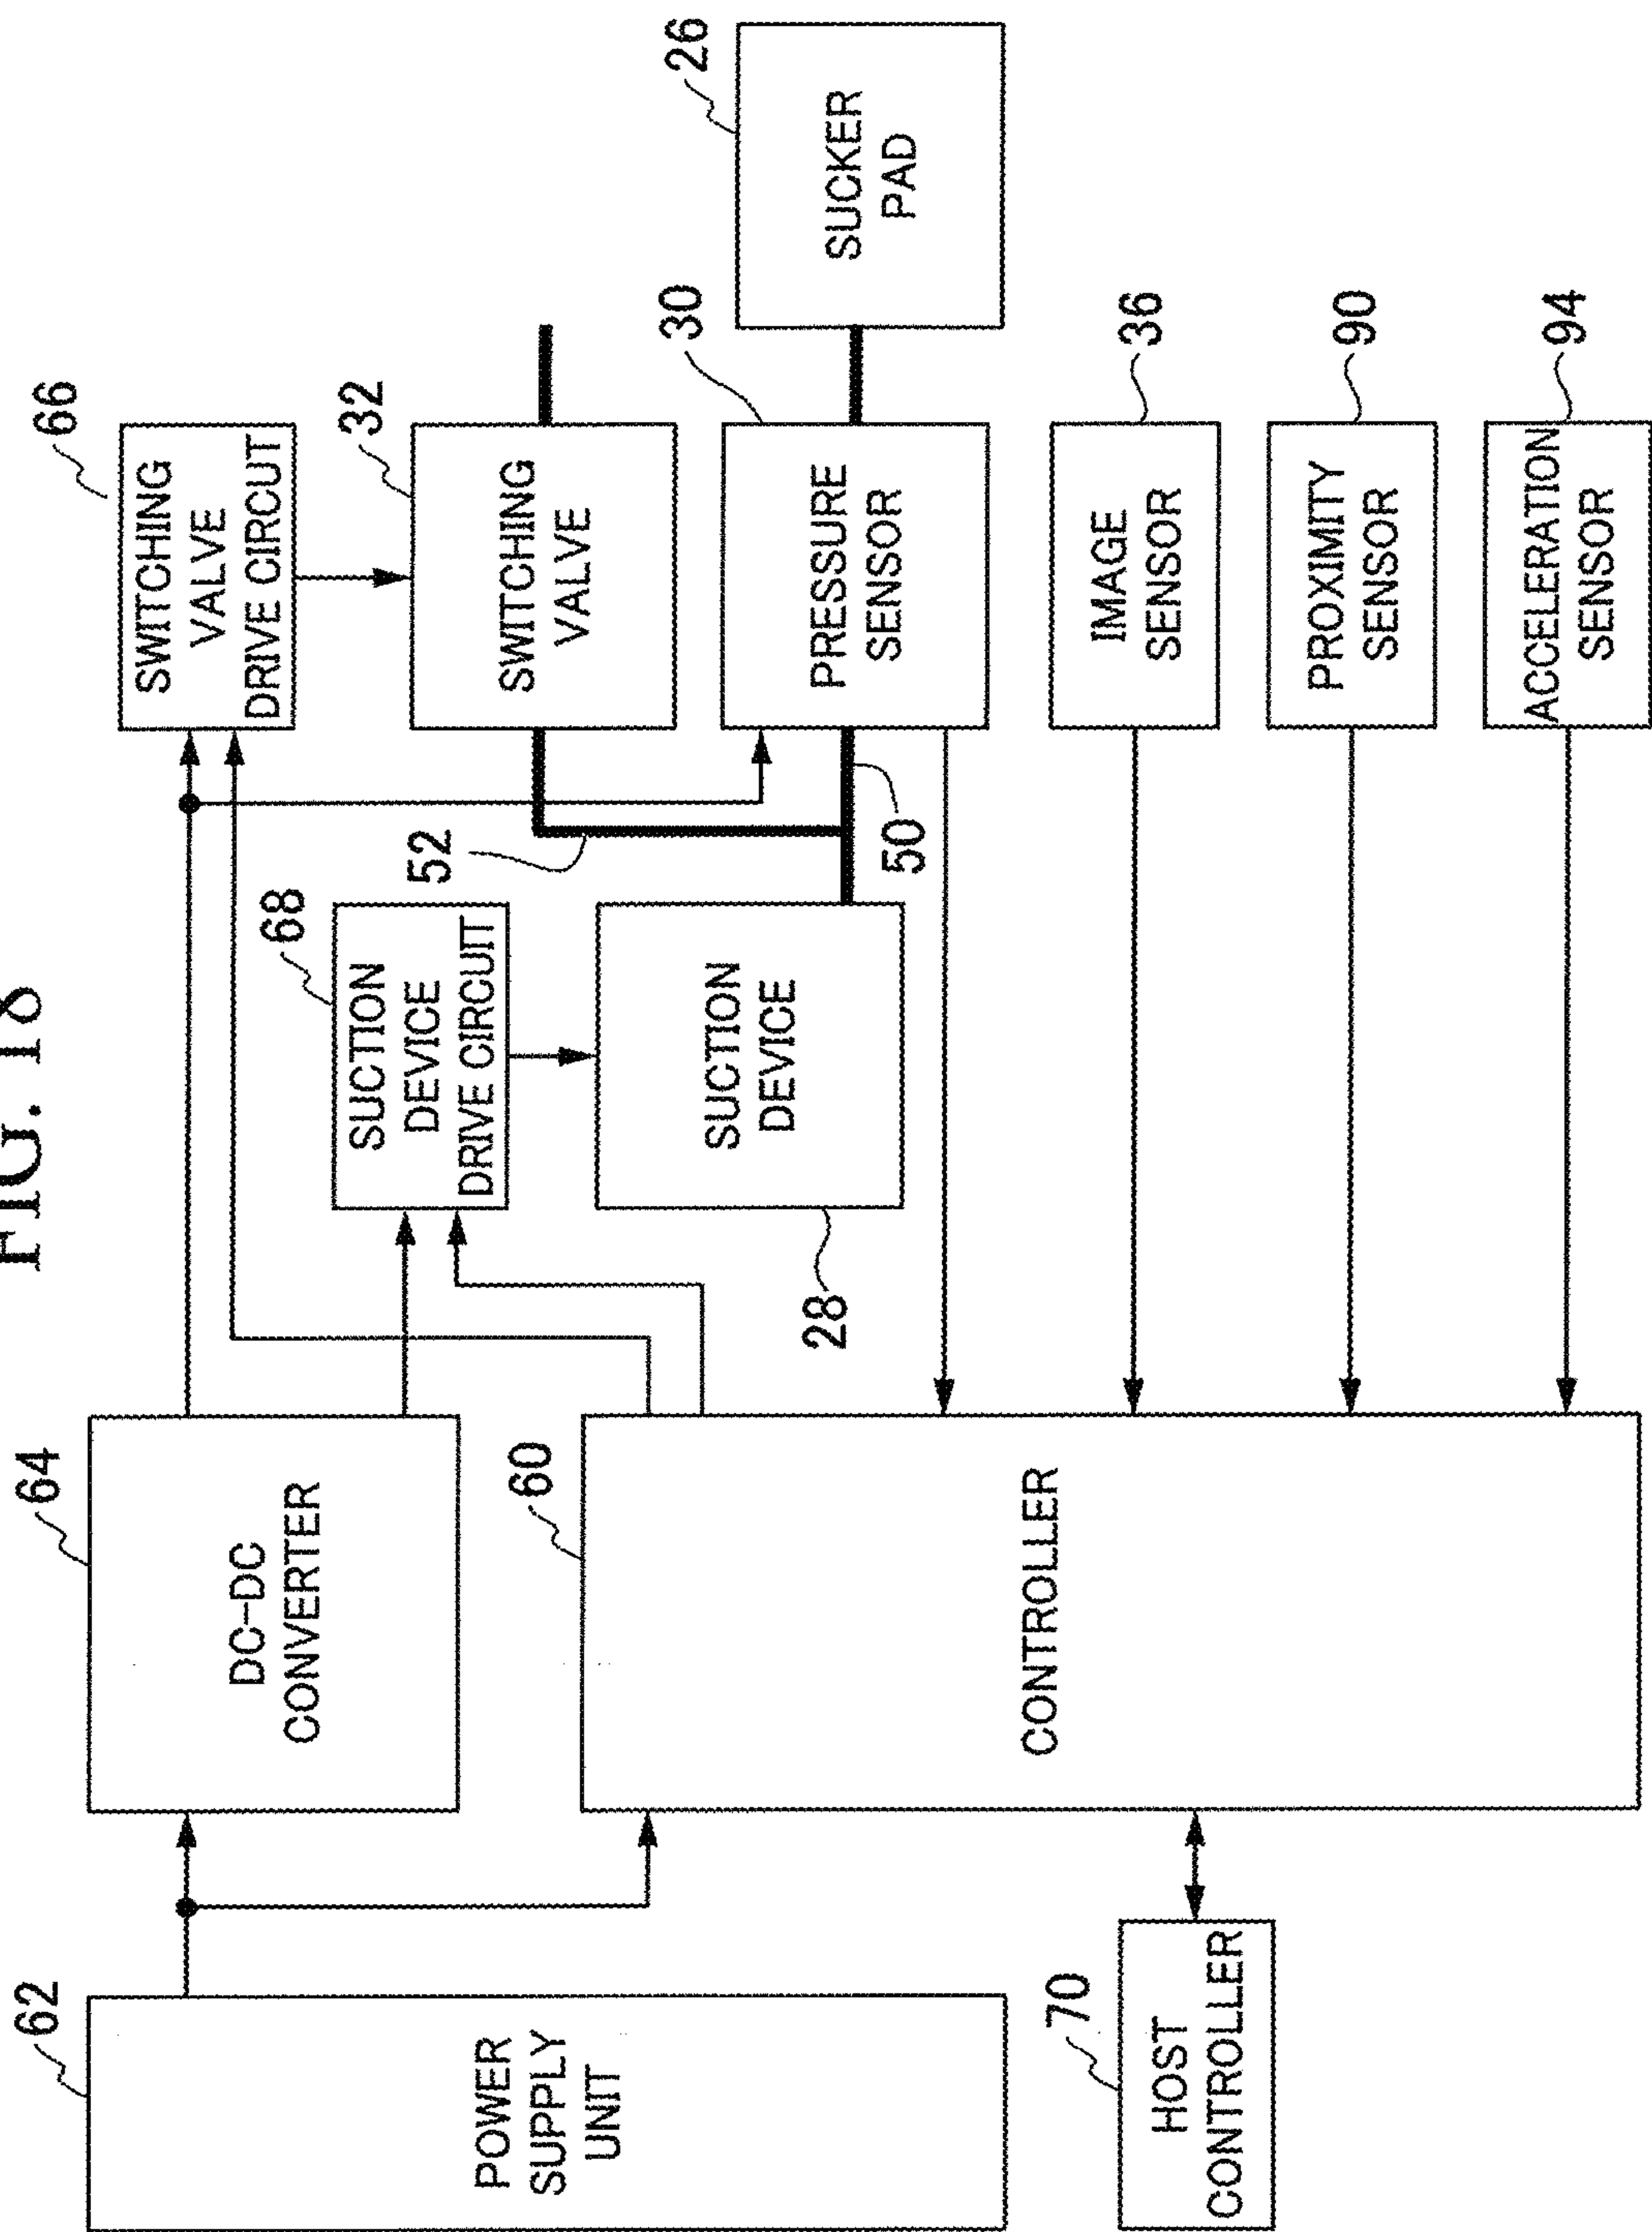 FIG. 18
62
POWER
SUPPLY
UNIT
64
DC-DC
CONVERTER
60
CONTROLLER
70
HOST
CONTROLLER
68
SUCTION
DEVICE
DRIVE CIRCUIT
SUCTION
DEVICE
28
52
50
66
SWITCHING
VALVE
DRIVE CIRCUT
32
SWITCHING
VALVE
30
PRESSURE
SENSOR
26
SUCKER
PAD
36
IMAGE
SENSOR
90
PROXIMITY
SENSOR
94
ACCELERATION
SENSOR